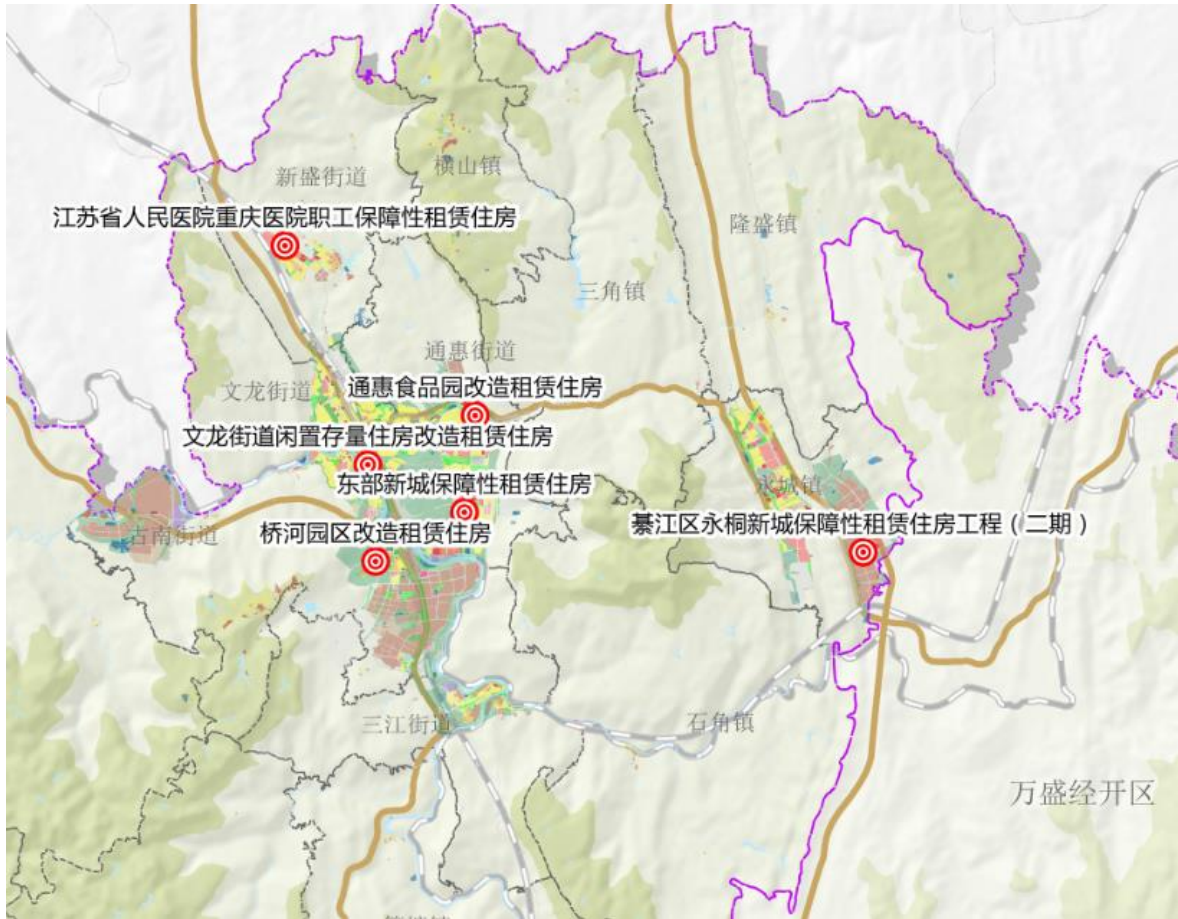 横山镇
新盛街道
江苏省人民医院重庆医院职工保障性租赁住房
隆盛镇
三角镇
通惠街道
文龙街道
通惠食品园改造租赁住房
文龙街道闲置存量住房改造租赁住房
东部新城保障性租赁住房
永城镇
古南街道
桥河园区改造租赁住房
綦江区永桐新城保障性租赁住房工程（二期）
三江街道
石角镇
万盛经开区